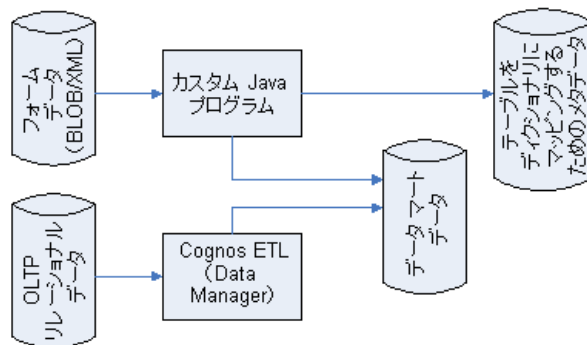 フォーム
データ
(BLOB/XML)
カスタム Java
プログラム
テーブルを
ディクショナリに
マッピングする
ためのメタデータ
データ マート
データ
OLTP
リレーショナル
データ
Cognos ETL
(Data
Manager)